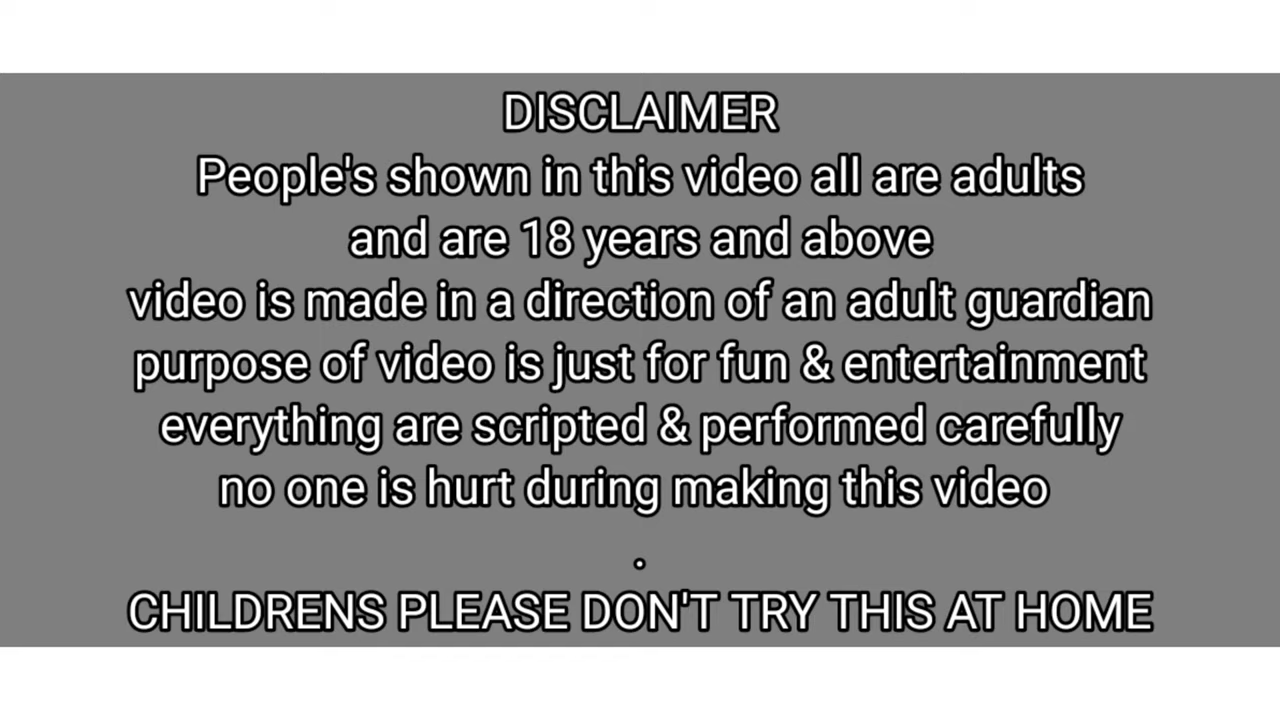 DISCLAIMER
People's shown in this video all are adults
and are 18 years and above
video is made in a direction of an adult guardian
purpose of video is just for fun & entertainment
everything are scripted & performed carefully
no one is hurt during making this video
.
CHILDRENS PLEASE DON'T TRY THIS AT HOME